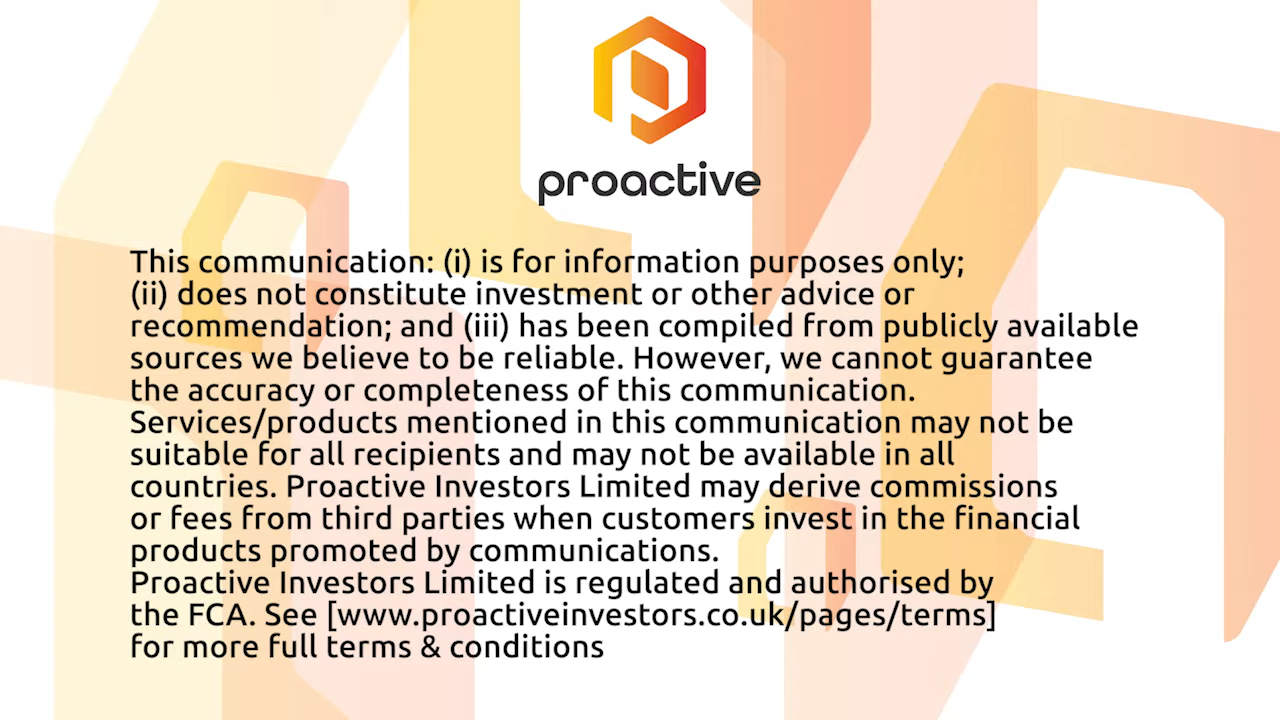 proactive
This communication: (i) is for information purposes only;
(ii) does not constitute investment or other advice or
recommendation; and (iii) has been compiled from publicly available
sources we believe to be reliable. However, we cannot guarantee
the accuracy or completeness of this communication.
Services/products mentioned in this communication may not be
suitable for all recipients and may not be available in all
countries. Proactive Investors Limited may derive commissions
or fees from third parties when customers invest in the financial
products promoted by communications.
Proactive Investors Limited is regulated and authorised by
the FCA. See [www.proactiveinvestors.co.uk/pages/terms]
for more full terms & conditions